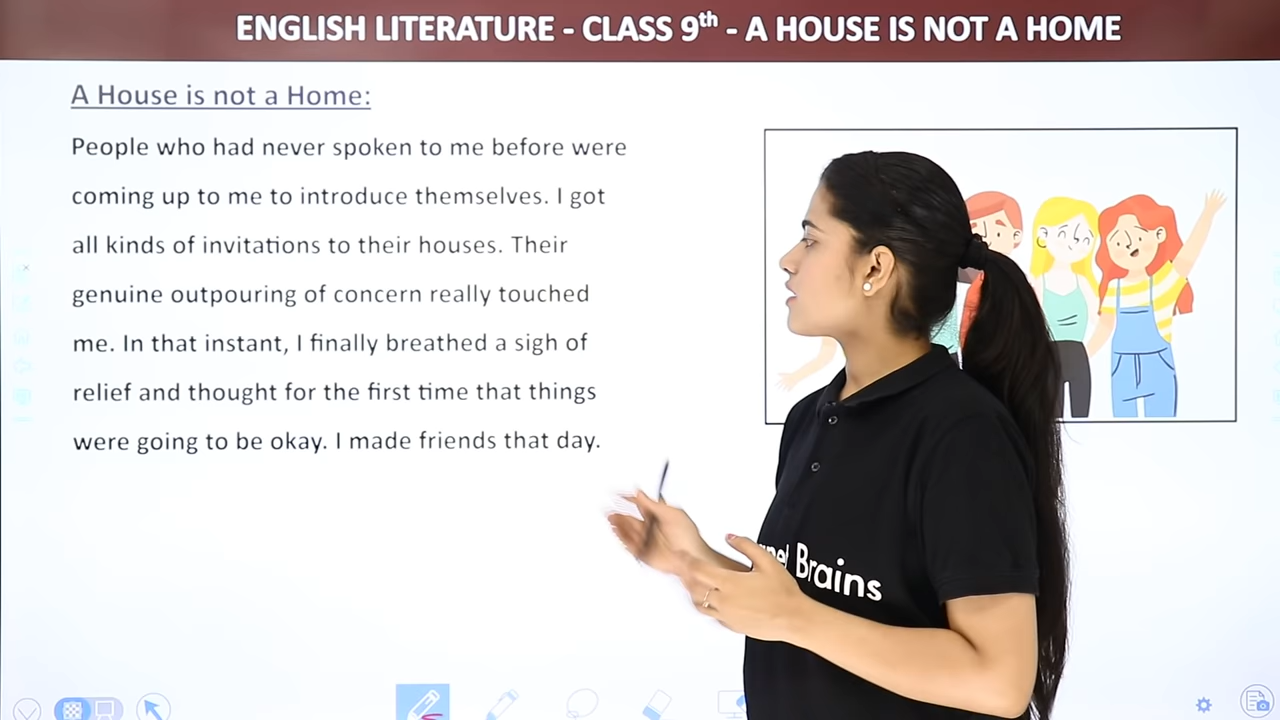 ENGLISH LITERATURE - CLASS 9th - A HOUSE IS NOT A HOME
A House is not a Home:
People who had never spoken to me before were
coming up to me to introduce themselves. I got
all kinds of invitations to their houses. Their
genuine outpouring of concern really touched
me. In that instant, I finally breathed a sigh of
relief and thought for the first time that things
were going to be okay. I made friends that day.
Brains